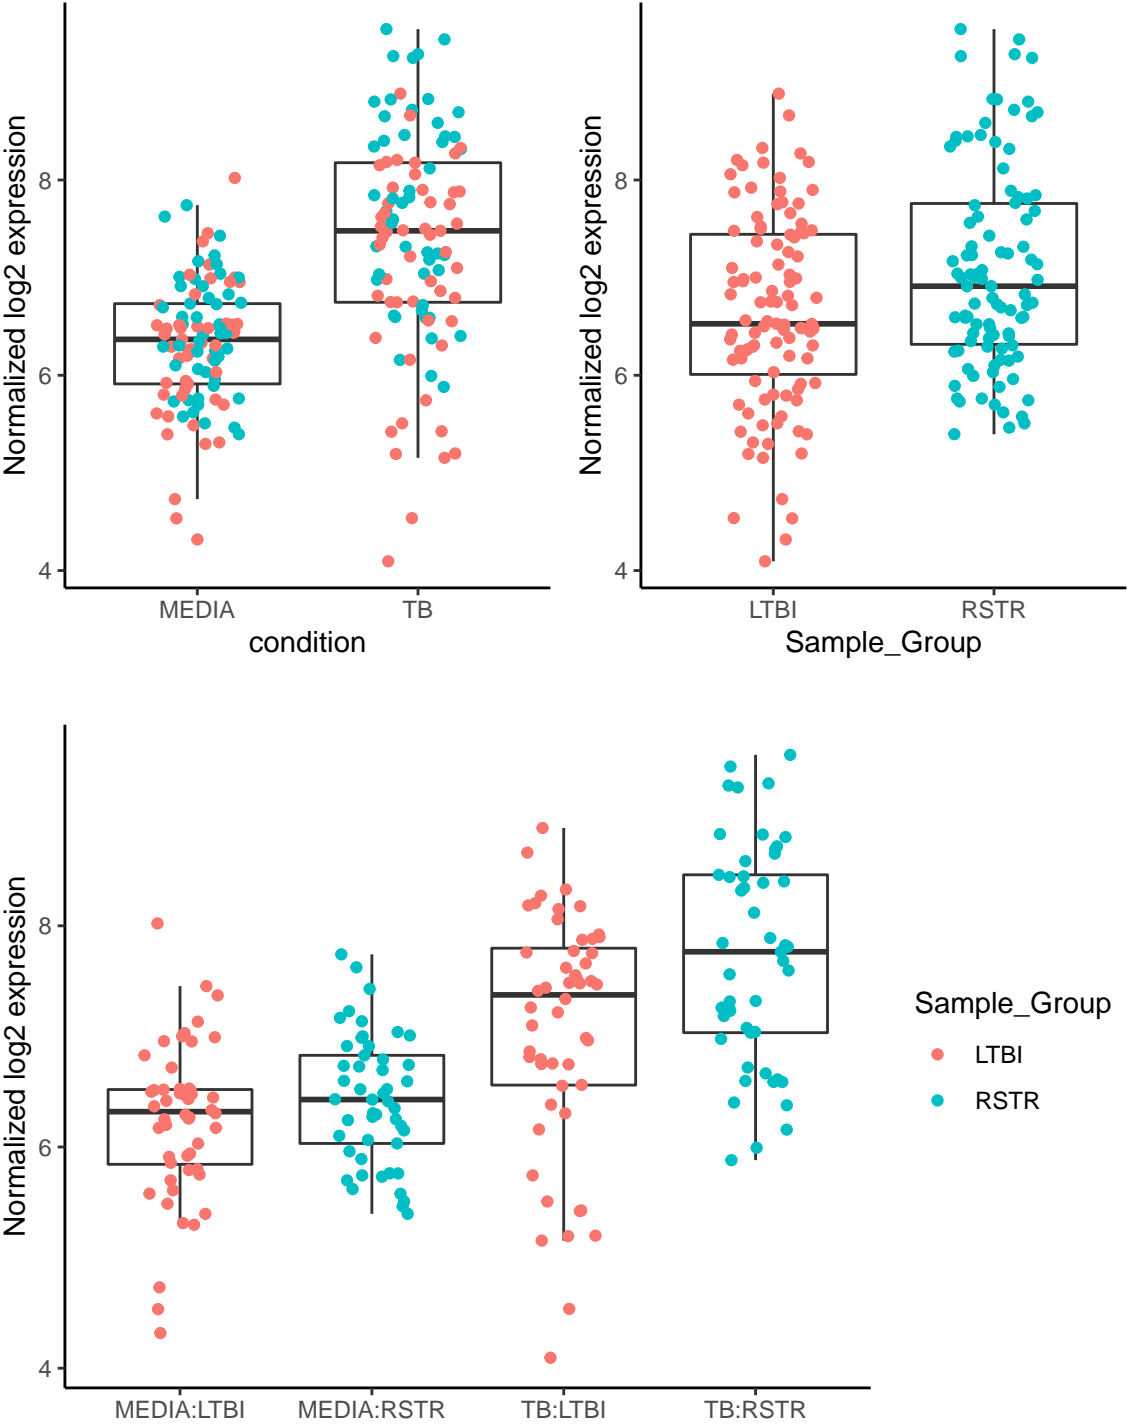 Normalized log2 expression
8
6
4
MEDIA
TB
condition
Normalized log2 expression
8
6
4
LTBI
RSTR
Sample_Group
Normalized log2 expression
8
6
4
MEDIA:LTBI
MEDIA:RSTR
TB:LTBI
TB:RSTR
Sample_Group
LTBI
RSTR